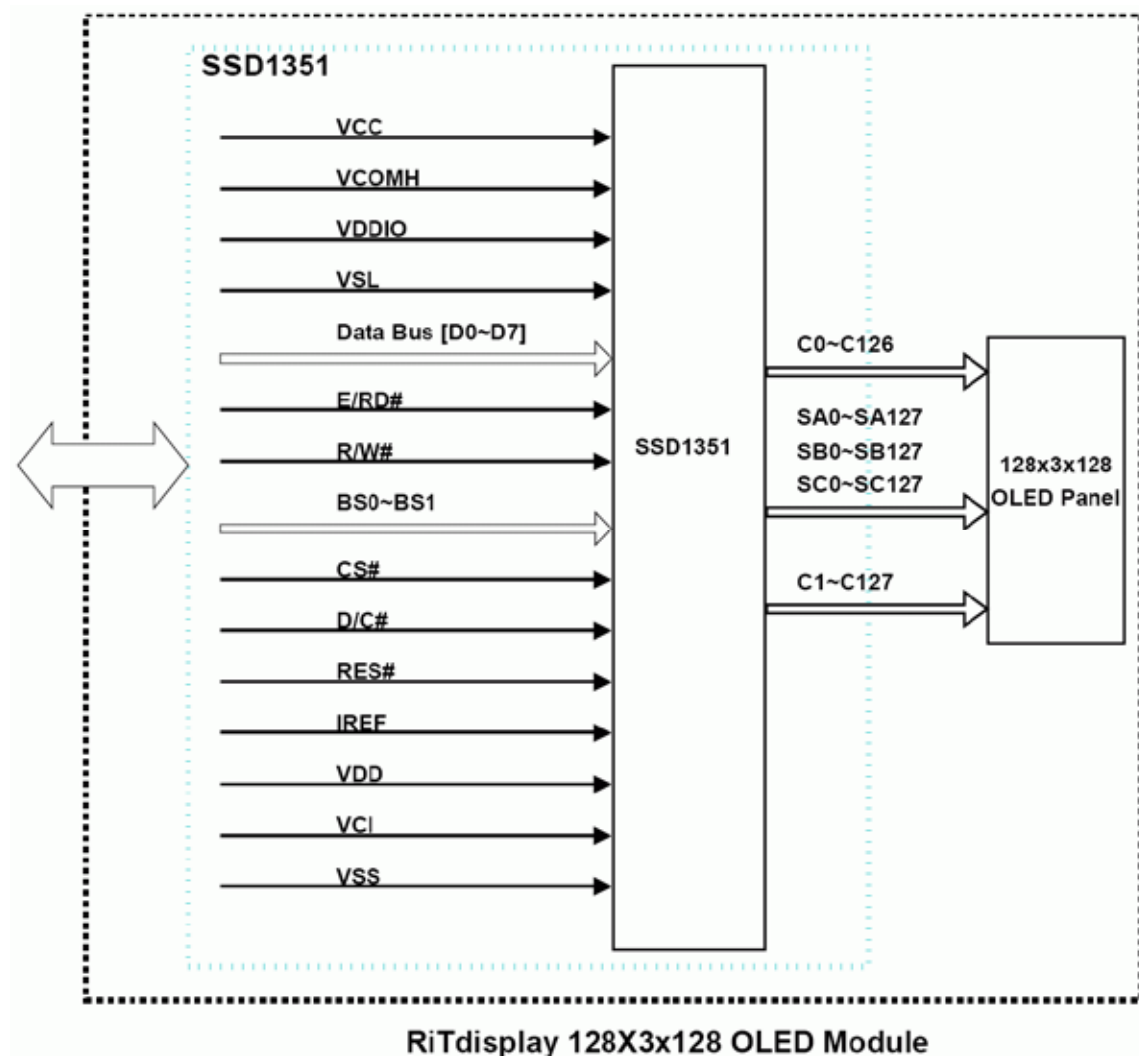 SSD1351
VCC
VCOMH
VDDIO
VSL
Data Bus [D0~D7]
E/RD#
R/W#
BS0~BS1
CS#
D/C#
RES#
IREF
VDD
VCI
VSS
SSD1351
C0~C126
SA0~SA127
SB0~SB127
SC0~SC127
C1~C127
128x3x128
OLED Panel
RiTdisplay 128X3x128 OLED Module